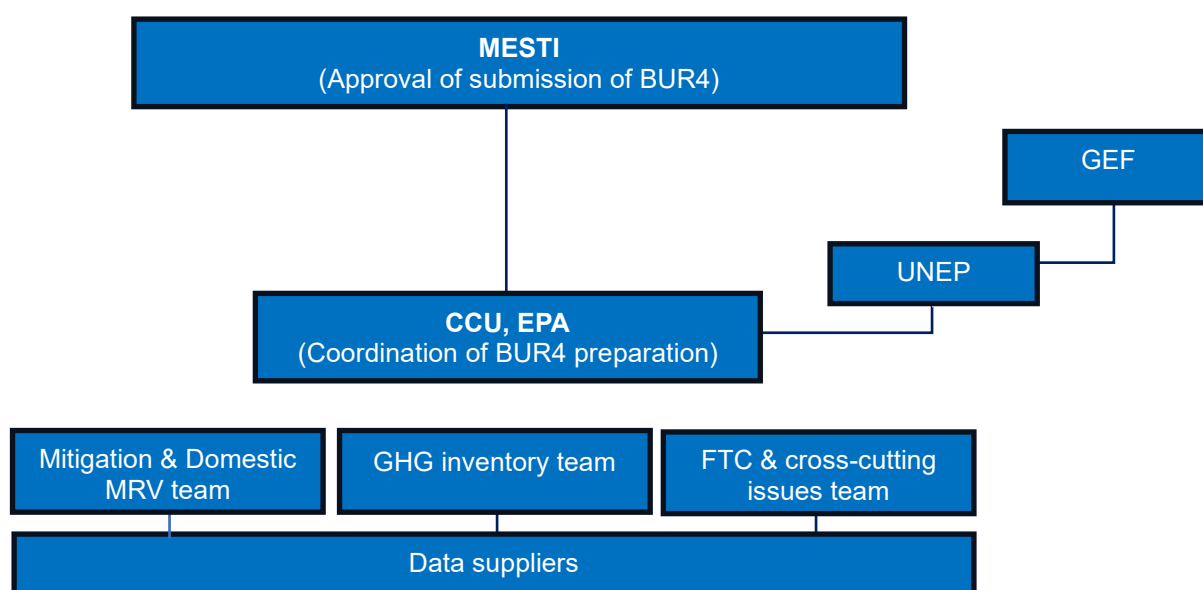 MESTI
(Approval of submission of BUR4)
GEF
UNEP
CCU, EPA
(Coordination of BUR4 preparation)
Mitigation & Domestic
MRV team
GHG inventory team
FTC & cross-cutting
issues team
Data suppliers